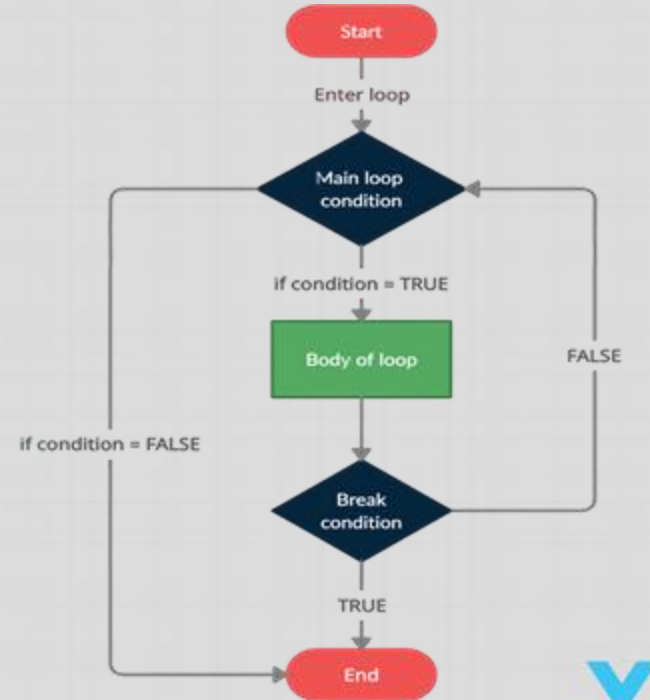 Start
Enter loop
Main loop
condition
if condition = TRUE
Body of loop
FALSE
if condition = FALSE
Break
condition
TRUE
End